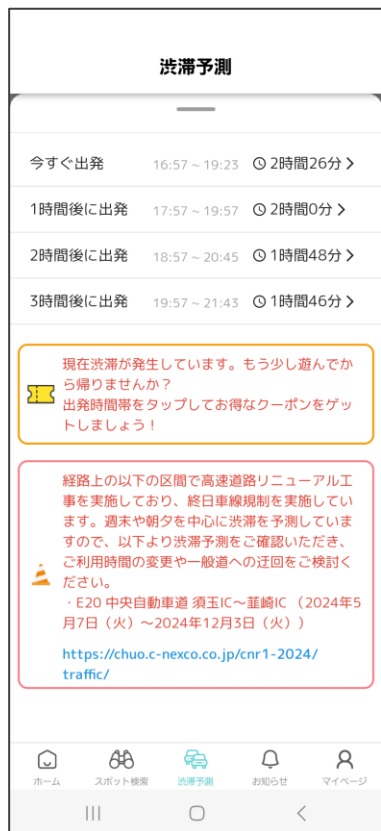 渋滞予測
今すぐ出発 16:57 ~ 19:23 2時間26分
1時間後に出発 17:57 ~ 19:57 2時間0分
2時間後に出発 18:57 ~ 20:45 1時間48分
3時間後に出発 19:57 ~ 21:43 1時間46分
現在渋滞が発生しています。もう少し遊んでか
ら帰りませんか？
出発時間帯をタップしてお得なクーポンをゲッ
トしましょう！
経路上の以下の区間で高速道路リニューアル工
事を実施しており、終日車線規制を実施してい
ます。週末や朝夕を中心に渋滞を予測していま
すので、以下より渋滞予測をご確認いただき、
ご利用時間の変更や一般道への迂回をご検討く
ださい。
・E20 中央自動車道 須玉IC～韮崎IC （2024年5
月7日（火）～2024年12月3日（火））
https://chuo.c-nexco.co.jp/cnr1-2024/
traffic/
ホーム スポット検索 渋滞予測 お知らせ マイページ